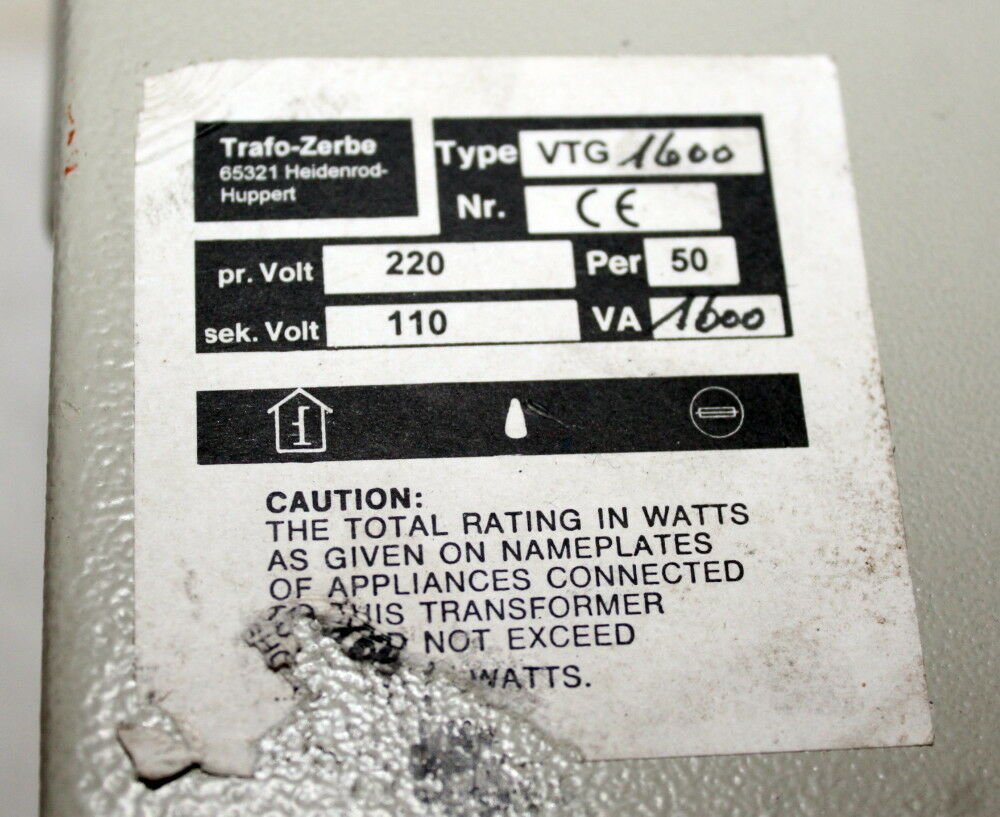 Trafo-Zerbe
65321 Heidenrod-
Huppert
Type VTG 1600
Nr. CE
pr. Volt 220 Per 50
sek. Volt 110 VA 1600
CAUTION:
THE TOTAL RATING IN WATTS
AS GIVEN ON NAMEPLATES
OF APPLIANCES CONNECTED
TO THIS TRANSFORMER
NOT EXCEED
WATTS.